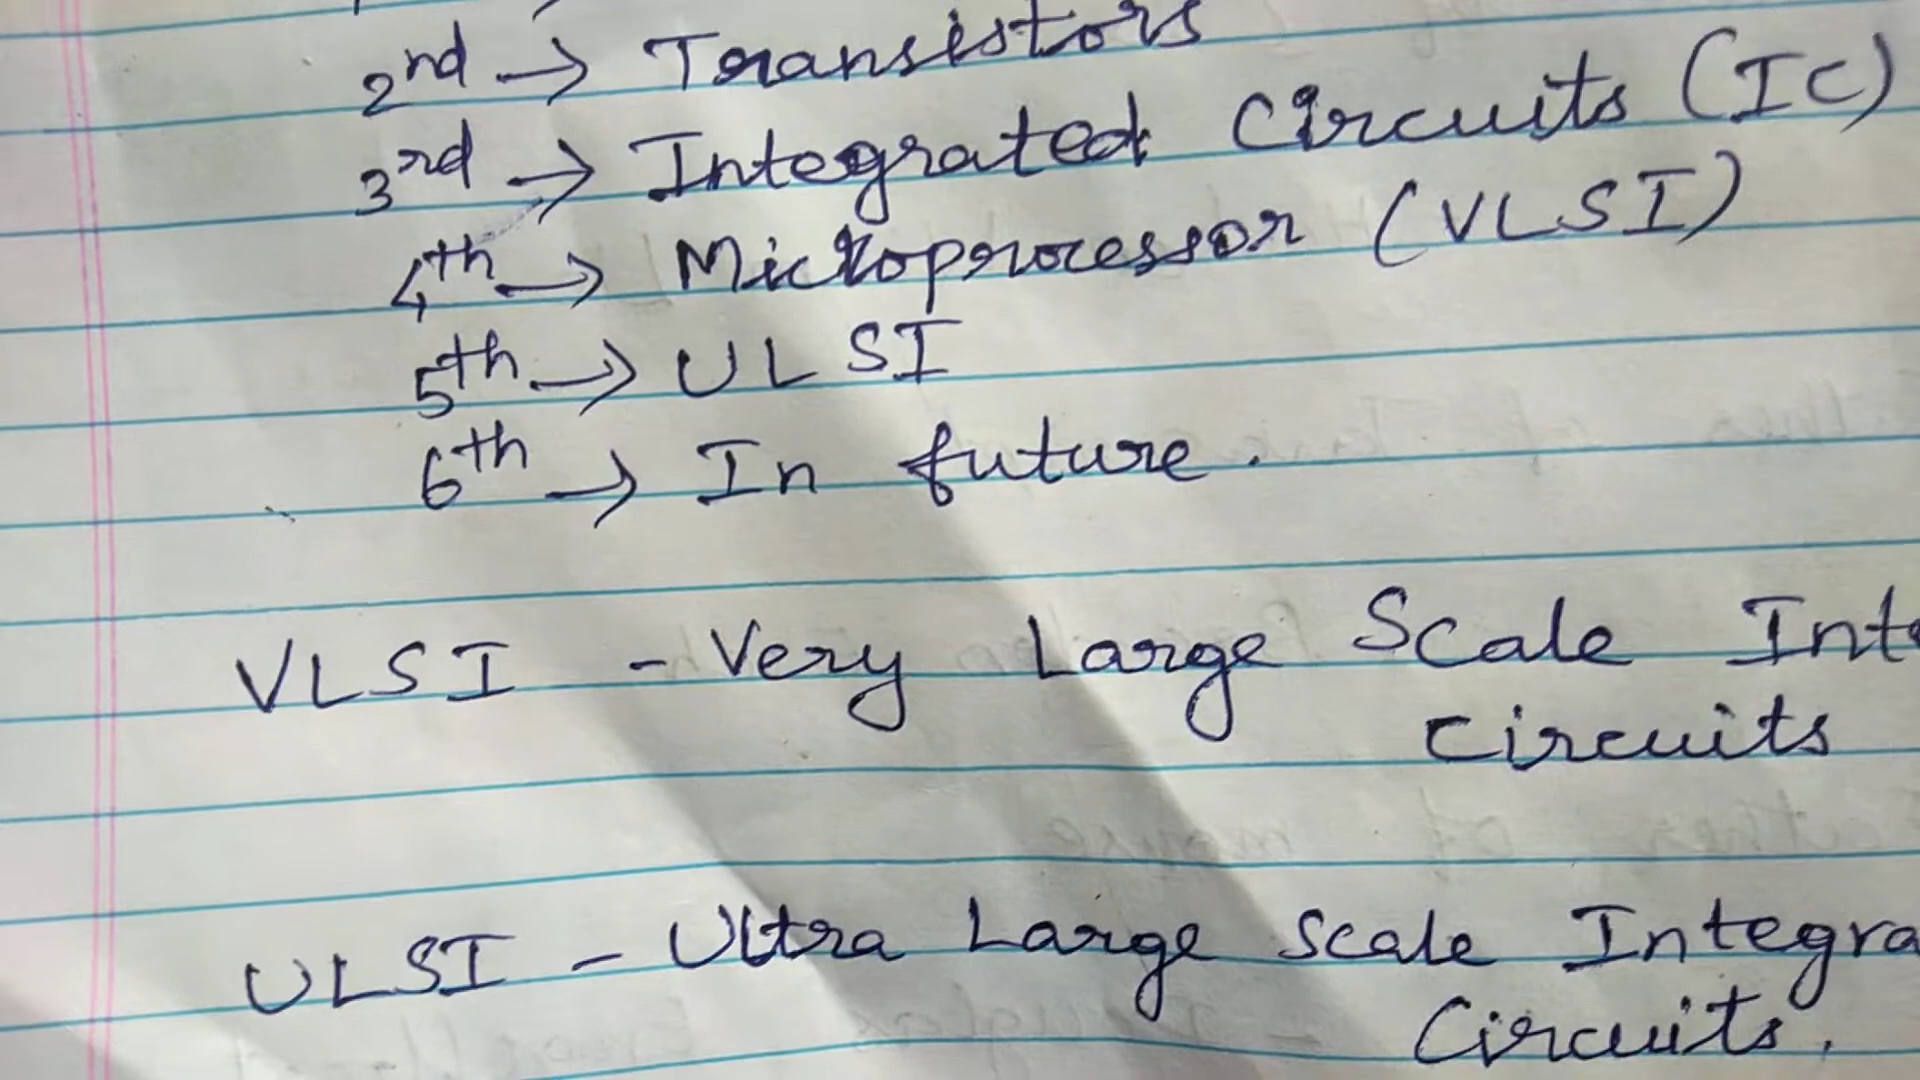 2nd → Transistors
3rd → Integrated Circuits (IC)
4th → Microprocessor (VLSI)
5th → ULSI
6th → In future.
VLSI - Very Large Scale Inte
Circuits
ULSI - Ultra Large Scale Integra
Circuits.